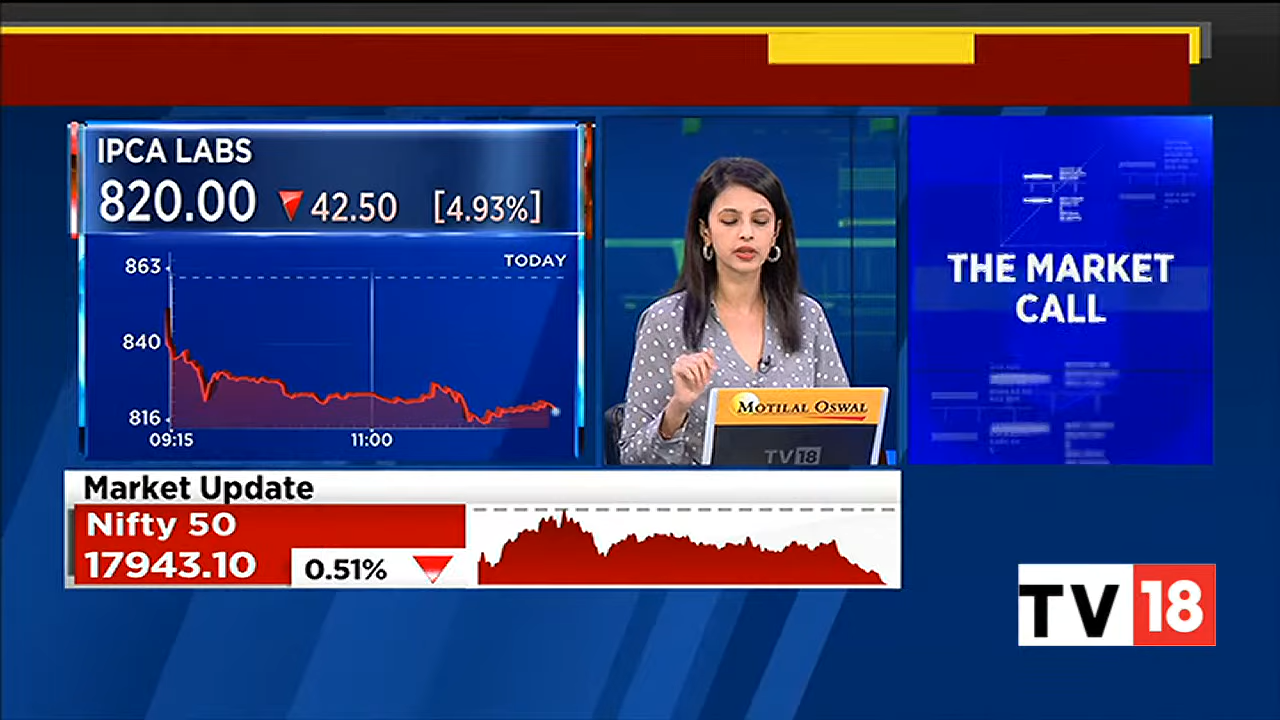 IPCA LABS
820.00 ▼ 42.50 [4.93%]
TODAY
863
840
816
09:15 11:00
MOTILAL OSWAL
TV18
THE MARKET
CALL
Market Update
Nifty 50
17943.10 0.51% ▼
TV18